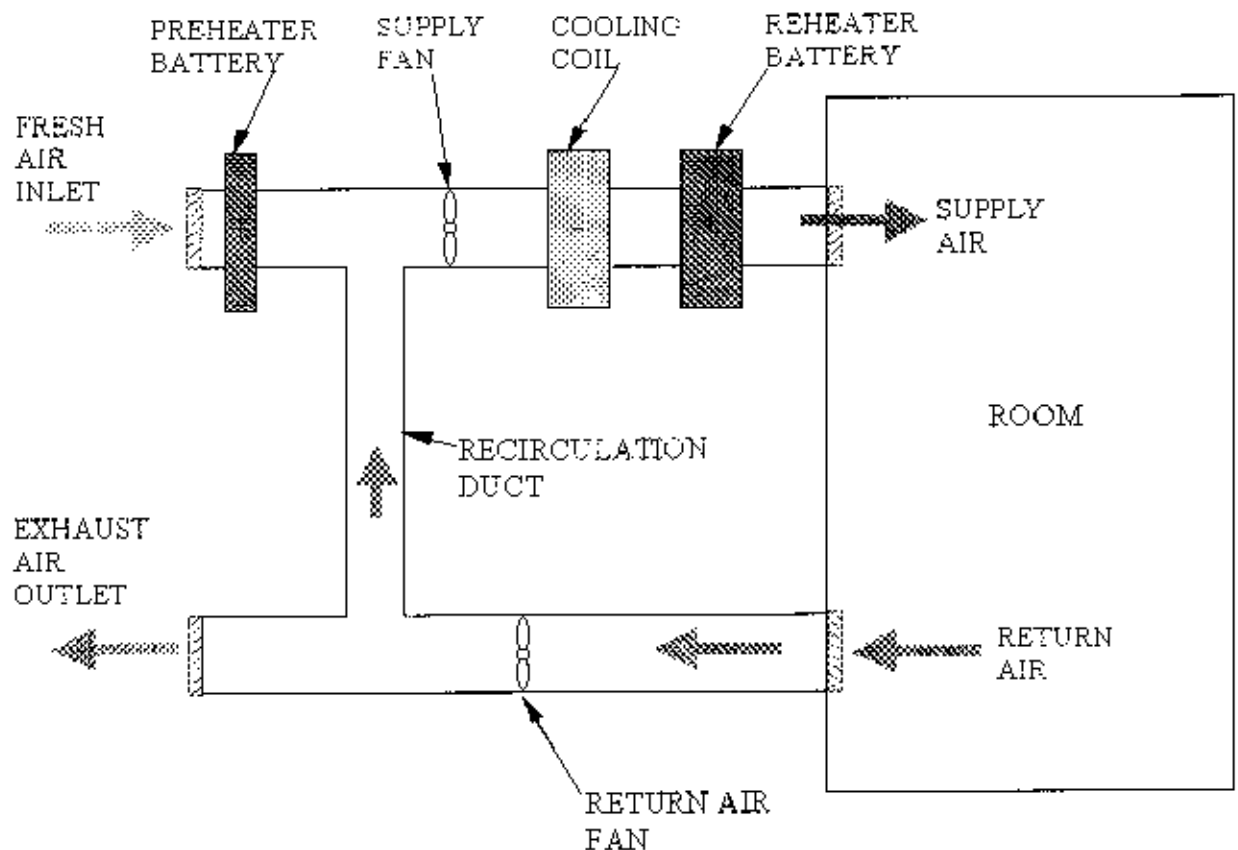 PREHEATER
BATTERY
SUPPLY
FAN
COOLING
COIL
REHEATER
BATTERY
FRESH
AIR
INLET
SUPPLY
AIR
ROOM
RECIRCULATION
DUCT
EXHAUST
AIR
OUTLET
RETURN
AIR
RETURN AIR
FAN